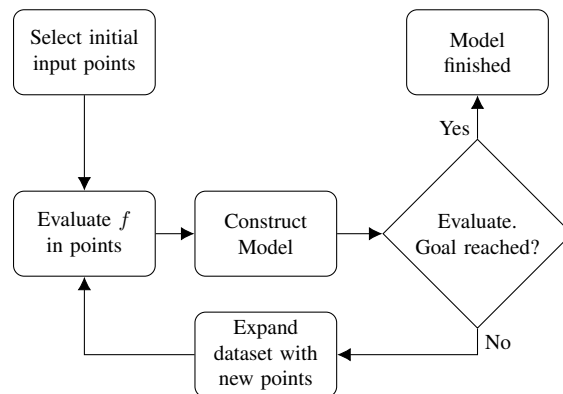 Select initial
input points
Model
finished
Yes
Evaluate f
in points
Construct
Model
Evaluate.
Goal reached?
No
Expand
dataset with
new points